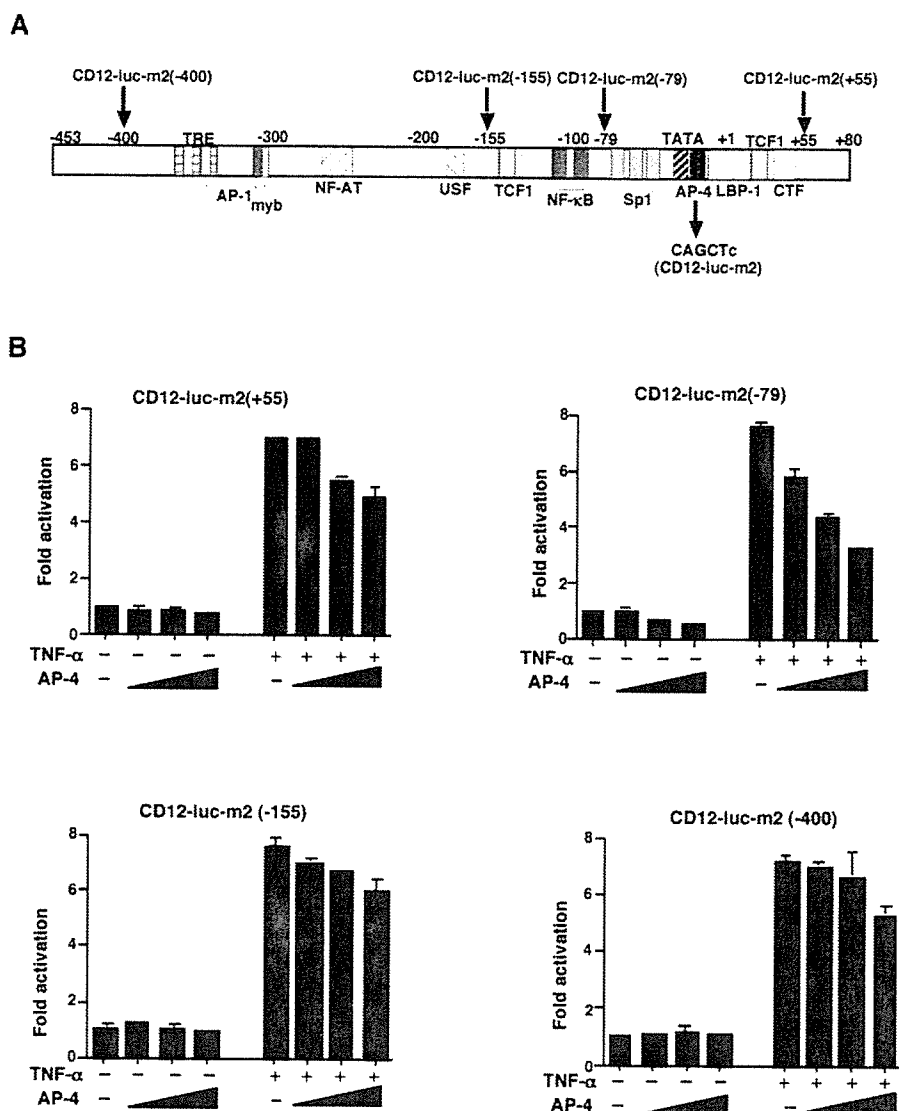 A
CD12-luc-m2(-400) CD12-luc-m2(-155) CD12-luc-m2(-79) CD12-luc-m2(+55)
-453 -400 TRE -300 -200 -155 -100 -79 TATA +1 TCF1 +55 +80
AP-1 myb NF-AT USF TCF1 NF-κB Sp1 AP-4 LBP-1 CTF
CAGCTc
(CD12-luc-m2)
B
CD12-luc-m2(+55)
Fold activation
8
6
4
2
0
TNF-α – – – – + + + +
AP-4 – –
CD12-luc-m2(-79)
Fold activation
8
6
4
2
0
TNF-α – – – – + + + +
AP-4 – –
CD12-luc-m2 (-155)
Fold activation
8
6
4
2
0
TNF-α – – – – + + + +
AP-4 – –
CD12-luc-m2 (-400)
Fold activation
8
6
4
2
0
TNF-α – – – – + + + +
AP-4 – –